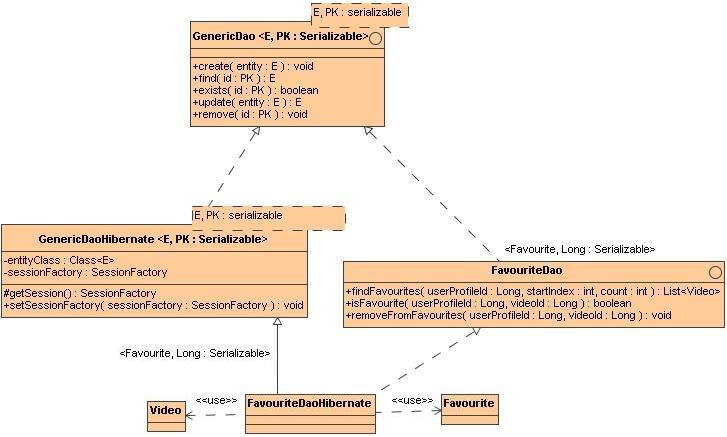 E, PK : serializable
GenericDao <E, PK : Serializable>
+create( entity : E ) : void
+find( id : PK ) : E
+exists( id : PK ) : boolean
+update( entity : E ) : E
+remove( id : PK ) : void
E, PK : serializable
GenericDaoHibernate <E, PK : Serializable>
-entityClass : Class<E>
-sessionFactory : SessionFactory
#getSession() : SessionFactory
+setSessionFactory( sessionFactory : SessionFactory ) : void
<Favourite, Long : Serializable>
FavouriteDao
+findFavourites( userProfileId : Long, startIndex : int, count : int ) : List<Video>
+isFavourite( userProfileId : Long, videoId : Long ) : boolean
+removeFromFavourites( userProfileId : Long, videoId : Long ) : void
<Favourite, Long : Serializable>
Video
<<use>>
FavouriteDaoHibernate
<<use>>
Favourite